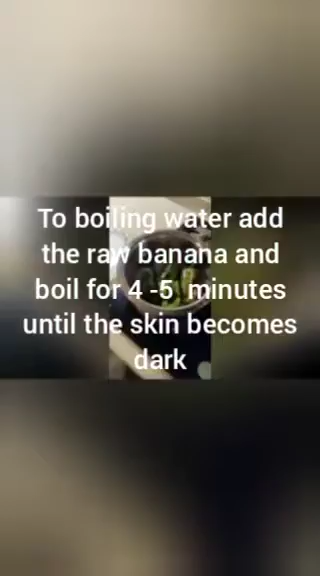 To boiling water add
the raw banana and
boil for 4 -5  minutes
until the skin becomes
dark